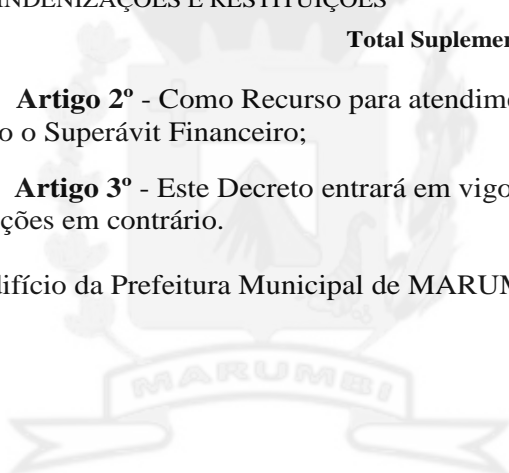 INDENIZAÇÕES E RESTITUIÇÕES
Total Suplemen
Artigo 2º - Como Recurso para atendime
o o Superávit Financeiro;
Artigo 3º - Este Decreto entrará em vigo
ções em contrário.
difício da Prefeitura Municipal de MARUM
MARUMBI